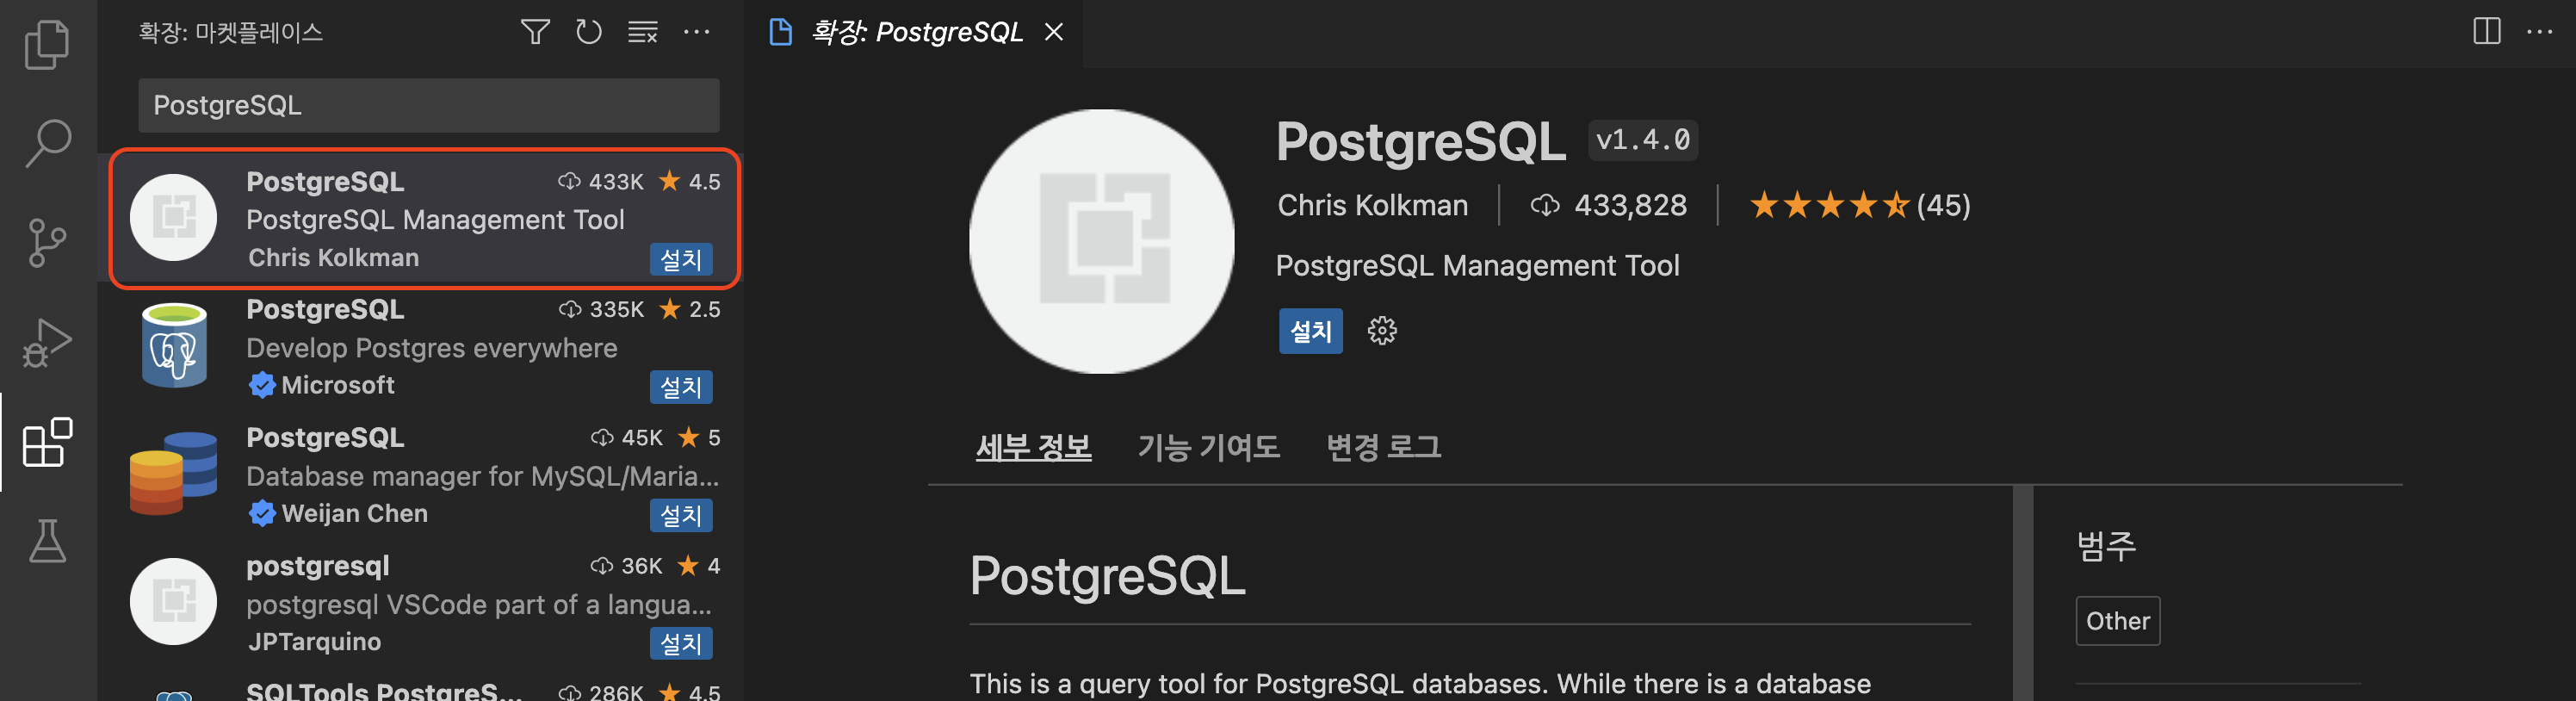 확장: 마켓플레이스
PostgreSQL
PostgreSQL 433K ★ 4.5
PostgreSQL Management Tool
Chris Kolkman 설치
PostgreSQL 335K ★ 2.5
Develop Postgres everywhere
Microsoft 설치
PostgreSQL 45K ★ 5
Database manager for MySQL/Maria...
Weijan Chen 설치
postgresql 36K ★ 4
postgresql VSCode part of a langua...
JPTarquino 설치
SQLTools PostgreS... 286K ★ 4.5
확장: PostgreSQL
PostgreSQL v1.4.0
Chris Kolkman 433,828 (45)
PostgreSQL Management Tool
설치
세부 정보 기능 기여도 변경 로그
PostgreSQL
This is a query tool for PostgreSQL databases. While there is a database
범주
Other